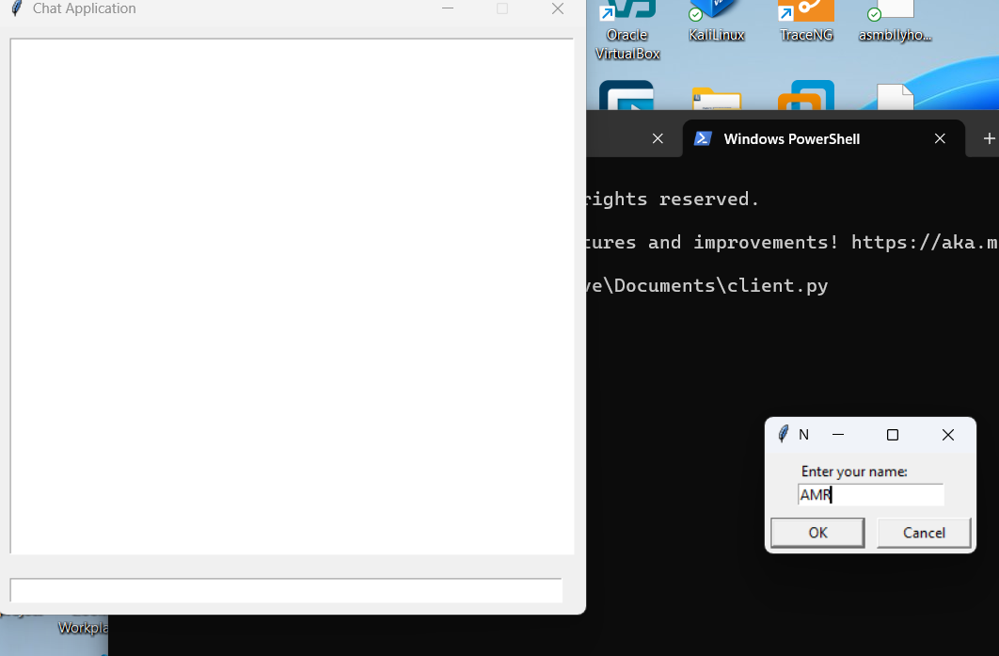 Chat Application
Oracle
VirtualBox
KaliLinux
TraceNG
asmbllyho...
Windows PowerShell
rights reserved.
tures and improvements! https://aka.m
ve\Documents\client.py
N
Enter your name:
AMR
OK
Cancel
Workpla